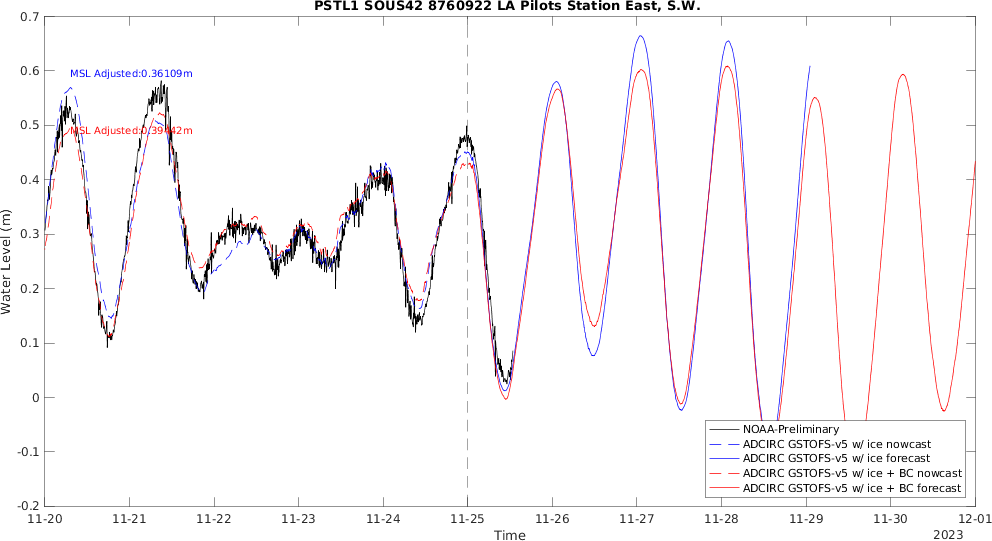 PSTL1 SOUS42 8760922 LA Pilots Station East, S.W.
0.7
0.6
0.5
0.4
0.3
0.2
0.1
0
-0.1
-0.2
Water Level (m)
MSL Adjusted:0.36109m
MSL Adjusted:0.39442m
NOAA-Preliminary
ADCIRC GSTOFS-v5 w/ ice nowcast
ADCIRC GSTOFS-v5 w/ ice forecast
ADCIRC GSTOFS-v5 w/ ice + BC nowcast
ADCIRC GSTOFS-v5 w/ ice + BC forecast
11-20 11-21 11-22 11-23 11-24 11-25 11-26 11-27 11-28 11-29 11-30 12-01
Time
2023